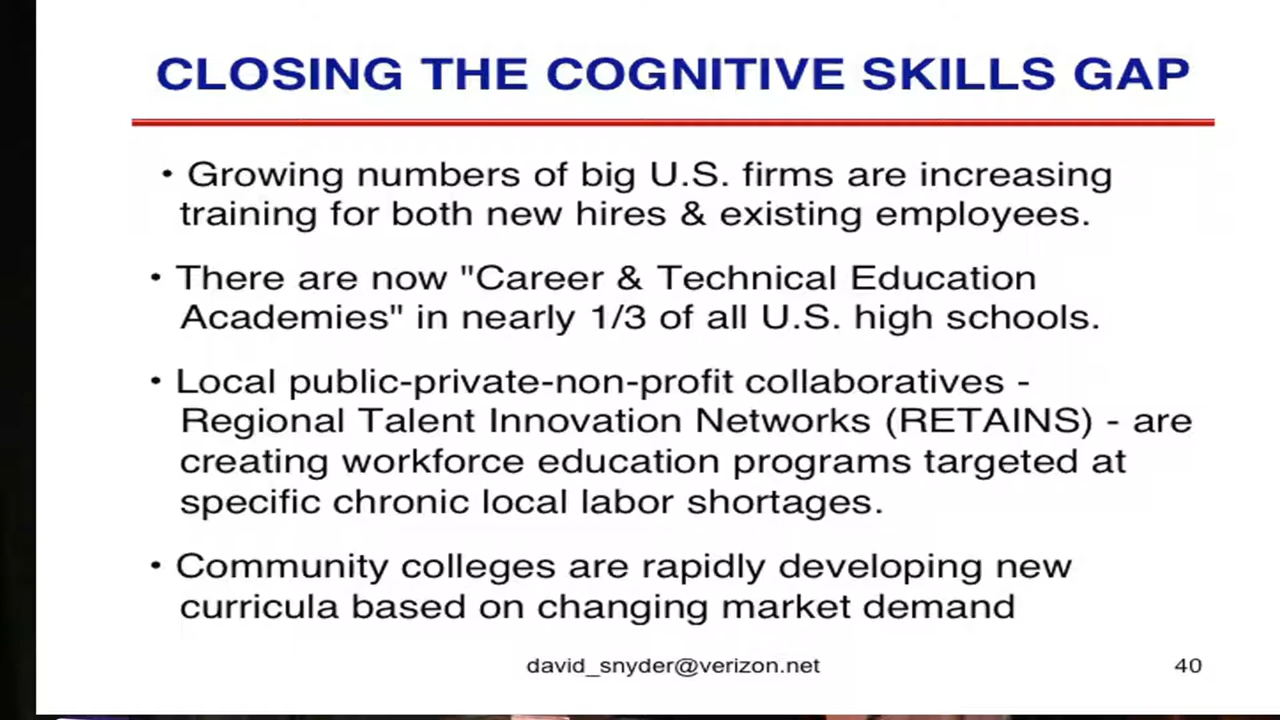 CLOSING THE COGNITIVE SKILLS GAP
• Growing numbers of big U.S. firms are increasing
training for both new hires & existing employees.
• There are now "Career & Technical Education
Academies" in nearly 1/3 of all U.S. high schools.
• Local public-private-non-profit collaboratives -
Regional Talent Innovation Networks (RETAINS) - are
creating workforce education programs targeted at
specific chronic local labor shortages.
• Community colleges are rapidly developing new
curricula based on changing market demand
david_snyder@verizon.net
40